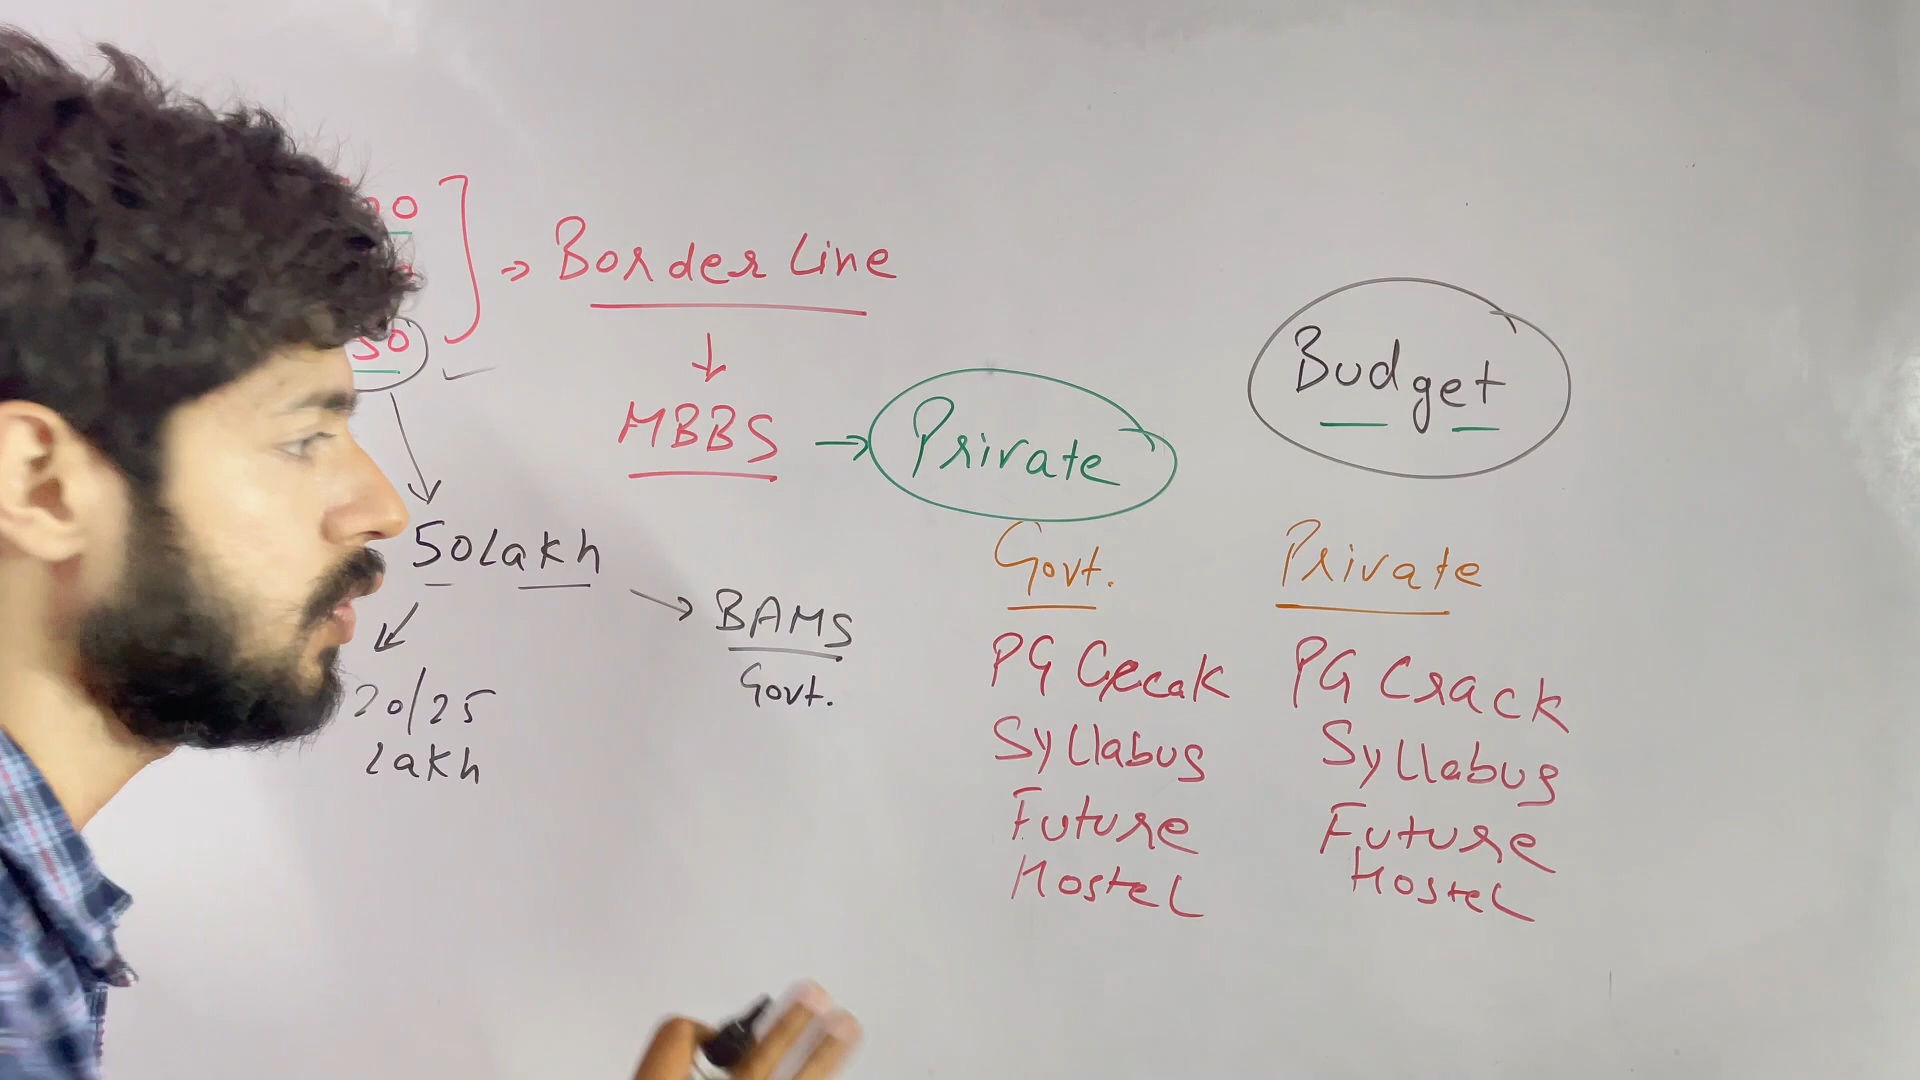 Border Line
MBBS → Private
Budget
50 Lakh
20/25
Lakh
BAMS
Govt.
Govt.
PG Crcak
Syllabus
Future
Hostel
Private
PG Crack
Syllabus
Future
Hostel